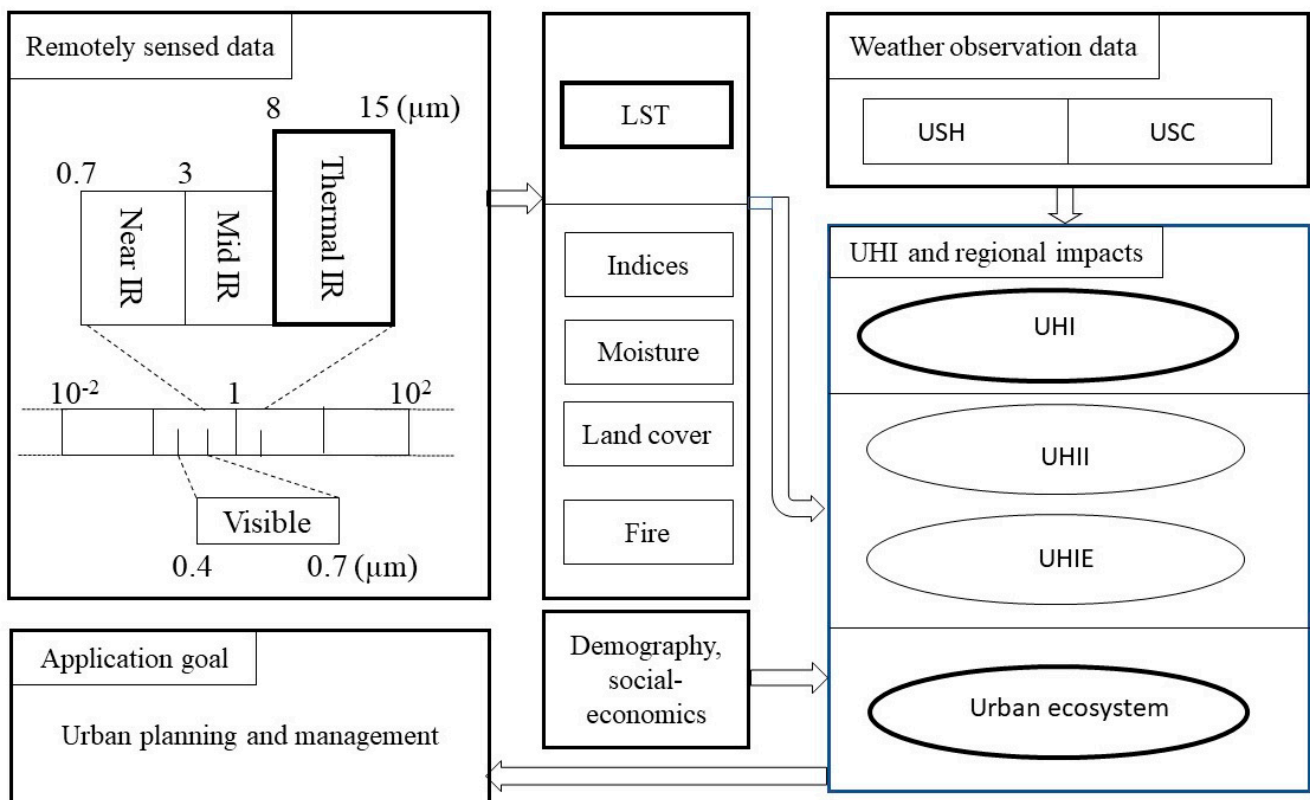 Remotely sensed data
8
15 (µm)
0.7
3
Near IR
Mid IR
Thermal IR
10⁻²
1
10²
Visible
0.4
0.7 (µm)
LST
Indices
Moisture
Land cover
Fire
Demography,
social-
economics
Weather observation data
USH
USC
UHI and regional impacts
UHI
UHII
UHIE
Urban ecosystem
Application goal
Urban planning and management